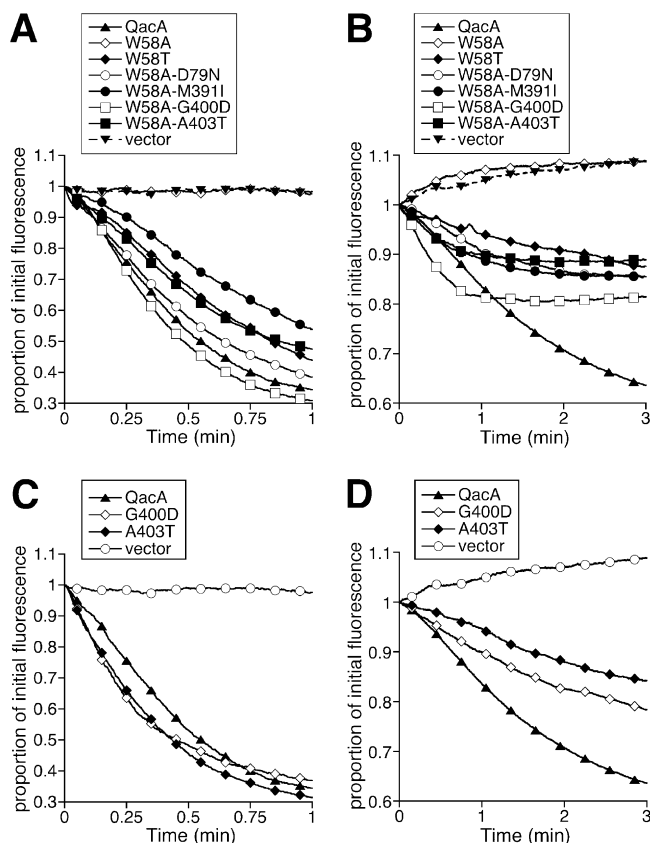 A
QacA
W58A
W58T
W58A-D79N
W58A-M391I
W58A-G400D
W58A-A403T
vector
proportion of initial fluorescence
1.1
1
0.9
0.8
0.7
0.6
0.5
0.4
0.3
0
0.25
0.5
0.75
1
Time (min)
B
QacA
W58A
W58T
W58A-D79N
W58A-M391I
W58A-G400D
W58A-A403T
vector
proportion of initial fluorescence
1.1
1
0.9
0.8
0.7
0.6
0
1
2
3
Time (min)
C
QacA
G400D
A403T
vector
proportion of initial fluorescence
1.1
1
0.9
0.8
0.7
0.6
0.5
0.4
0.3
0
0.25
0.5
0.75
1
Time (min)
D
QacA
G400D
A403T
vector
proportion of initial fluorescence
1.1
1
0.9
0.8
0.7
0.6
0
1
2
3
Time (min)